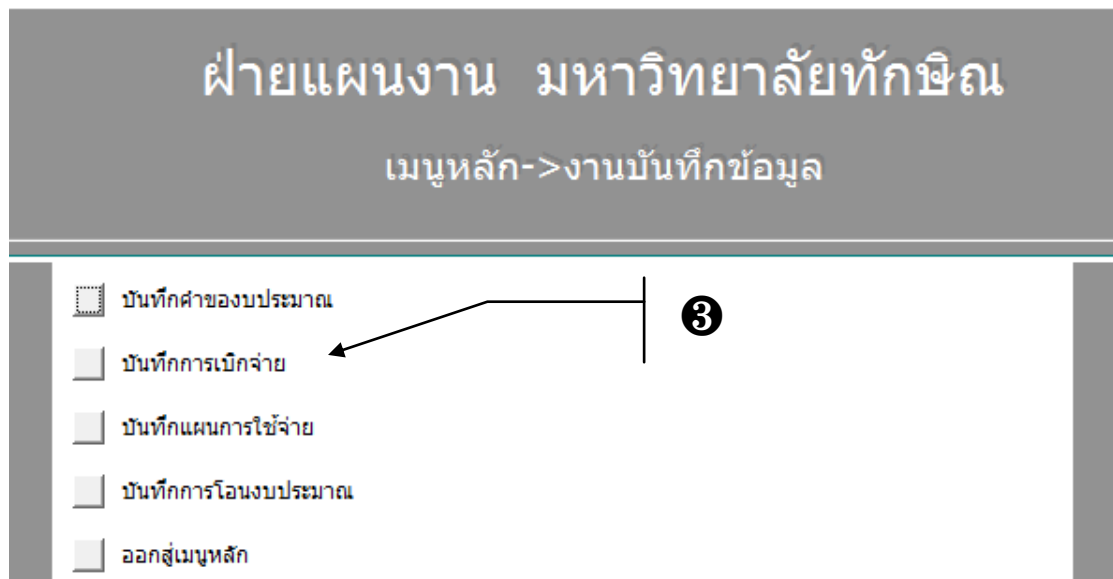 ฝ่ายแผนงาน มหาวิทยาลัยทักษิณ
เมนูหลัก->งานบันทึกข้อมูล
บันทึกคำของบประมาณ
❸
บันทึกการเบิกจ่าย
บันทึกแผนการใช้จ่าย
บันทึกการโอนงบประมาณ
ออกสู่เมนูหลัก